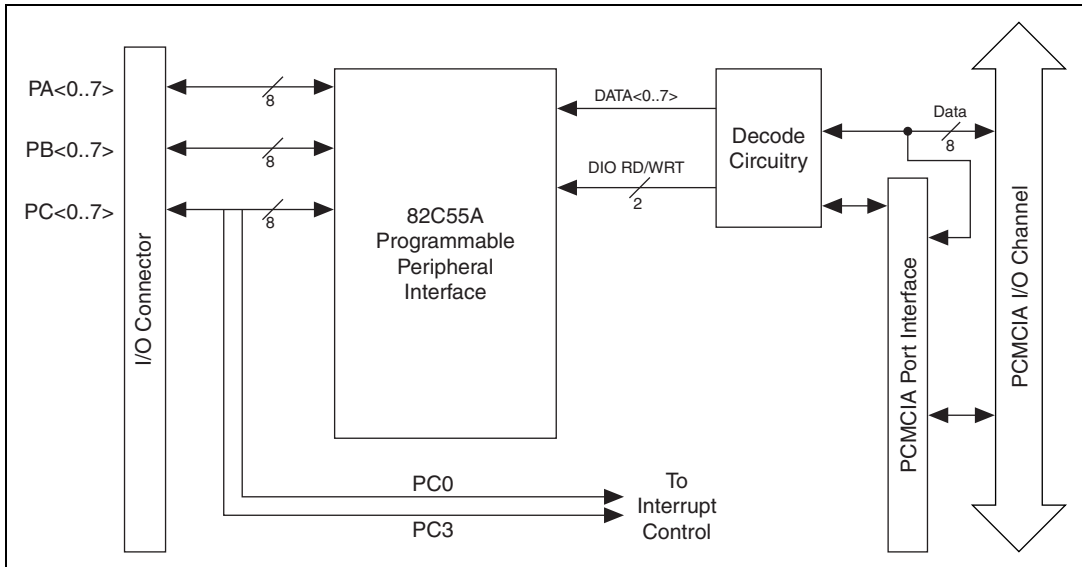 PA<0..7>
8
PB<0..7>
8
PC<0..7>
8
I/O Connector
82C55A
Programmable
Peripheral
Interface
DATA<0..7>
DIO RD/WRT
2
Decode
Circuitry
Data
8
PCMCIA Port Interface
PCMCIA I/O Channel
PC0
PC3
To
Interrupt
Control